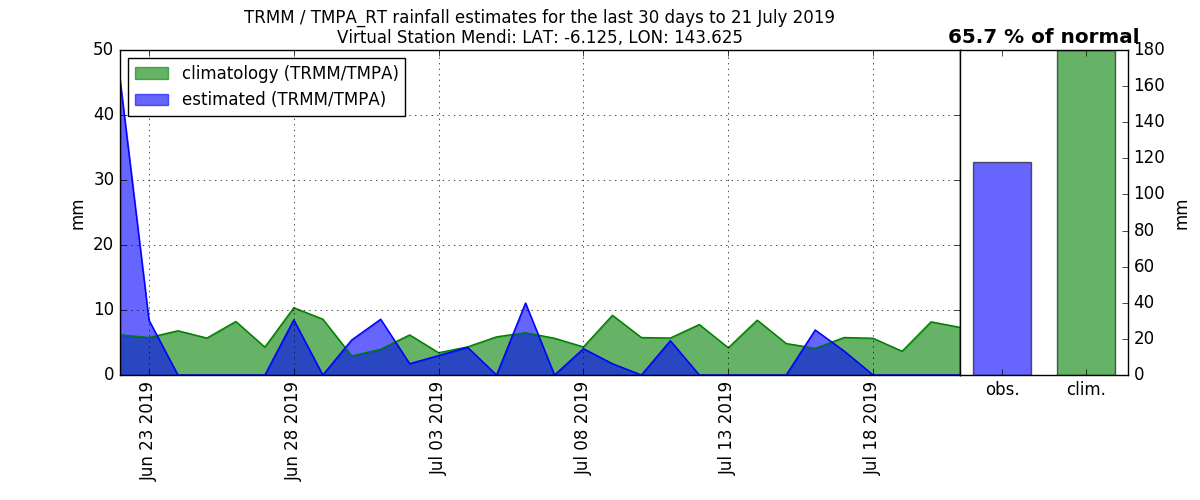 TRMM / TMPA_RT rainfall estimates for the last 30 days to 21 July 2019
Virtual Station Mendi: LAT: -6.125, LON: 143.625
65.7 % of normal
climatology (TRMM/TMPA)
estimated (TRMM/TMPA)
50
40
30
20
10
0
mm
180
160
140
120
100
80
60
40
20
0
mm
Jun 23 2019
Jun 28 2019
Jul 03 2019
Jul 08 2019
Jul 13 2019
Jul 18 2019
obs.
clim.